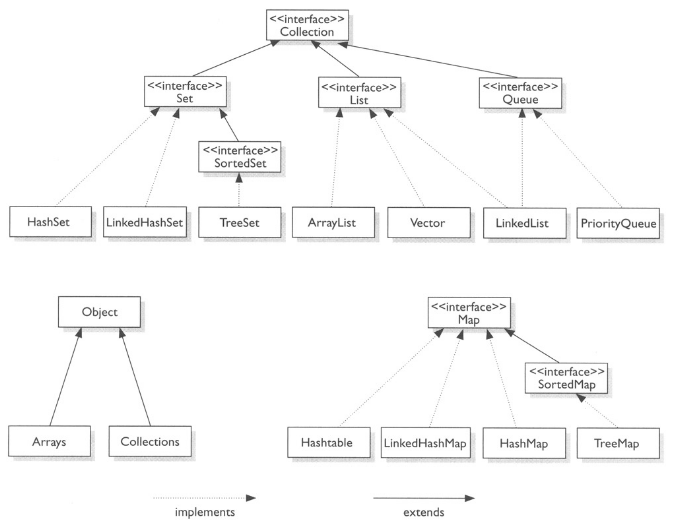 <<interface>>
Collection
<<interface>>
Set
<<interface>>
List
<<interface>>
Queue
<<interface>>
SortedSet
HashSet
LinkedHashSet
TreeSet
ArrayList
Vector
LinkedList
PriorityQueue
Object
<<interface>>
Map
<<interface>>
SortedMap
Arrays
Collections
Hashtable
LinkedHashMap
HashMap
TreeMap
implements
extends